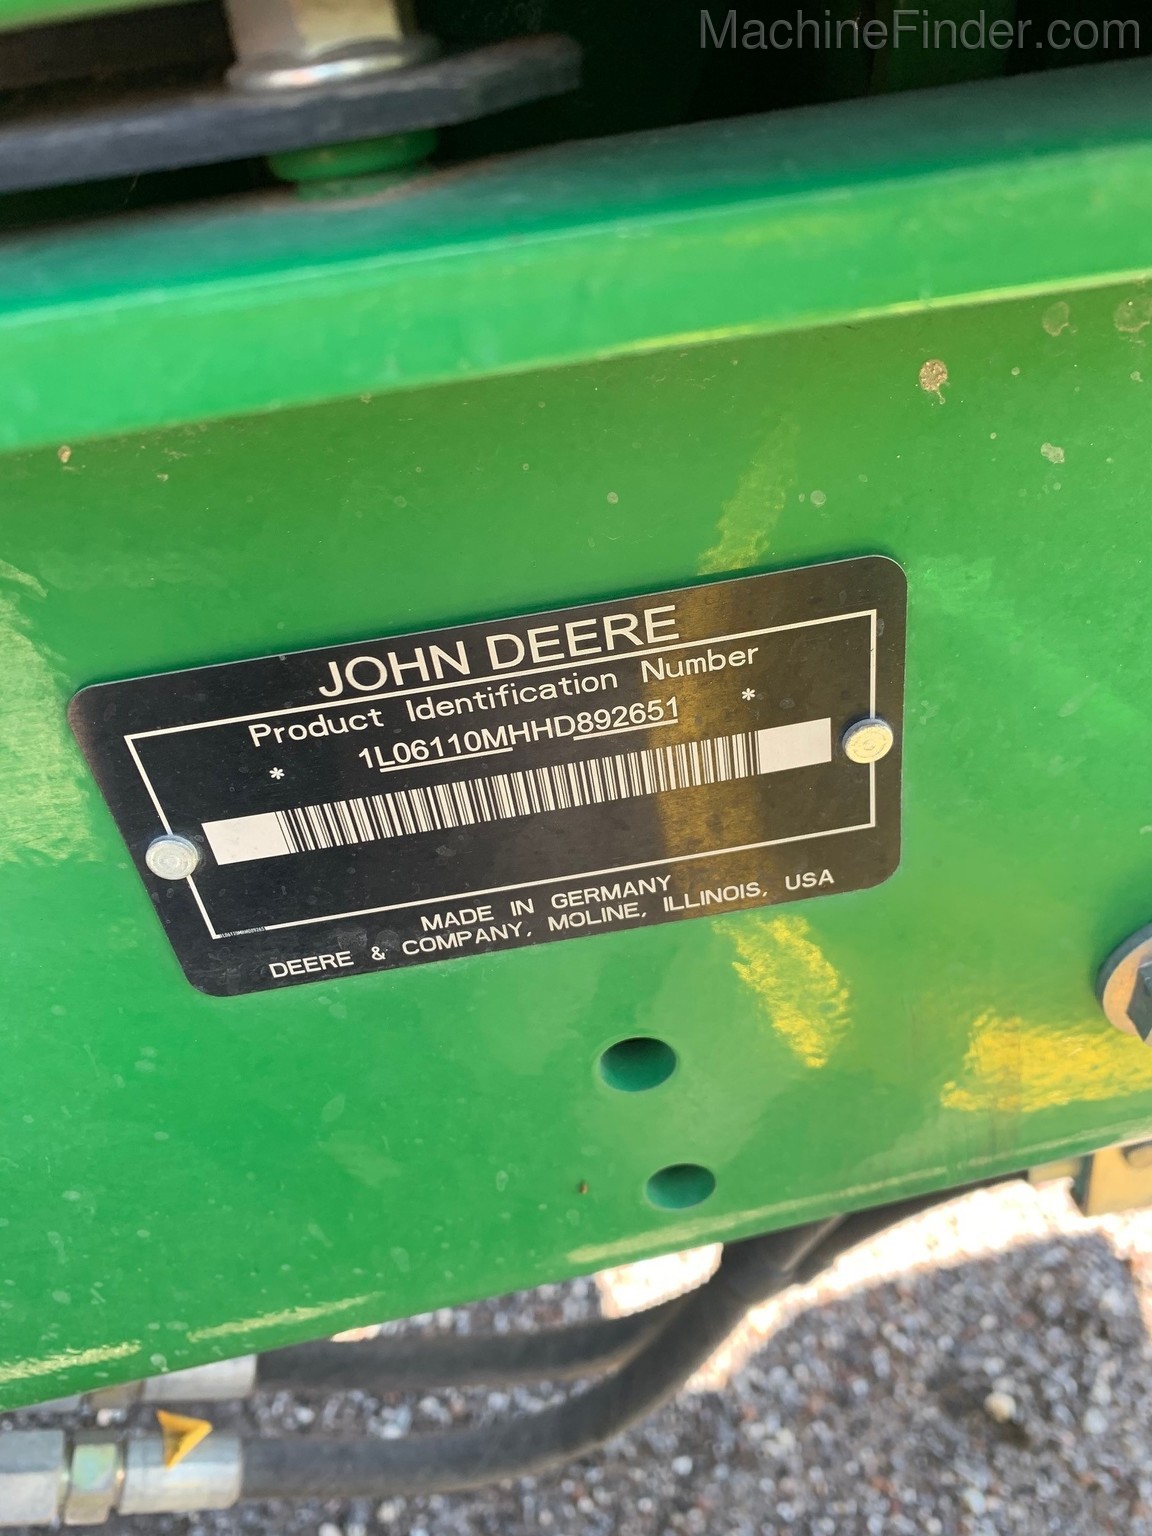 MachineFinder.com
JOHN DEERE
Product Identification Number
* 1L06110MHHD892651 *
MADE IN GERMANY
DEERE & COMPANY, MOLINE, ILLINOIS, USA